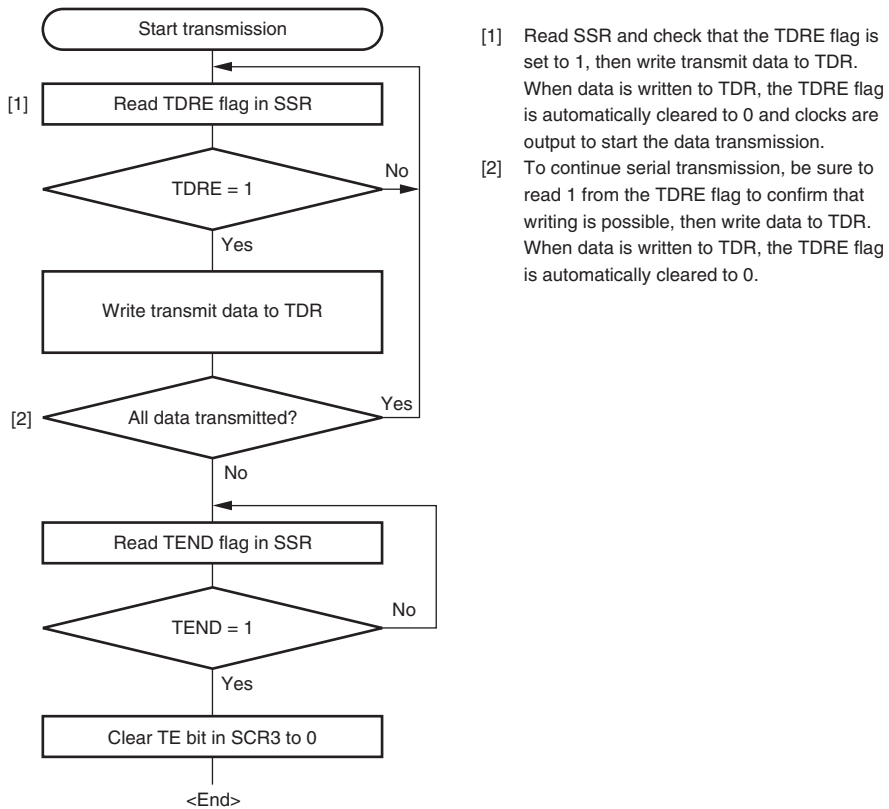 Start transmission
[1]
Read TDRE flag in SSR
TDRE = 1
No
Yes
Write transmit data to TDR
[2]
All data transmitted?
Yes
No
Read TEND flag in SSR
TEND = 1
No
Yes
Clear TE bit in SCR3 to 0
<End>
[1] Read SSR and check that the TDRE flag is
set to 1, then write transmit data to TDR.
When data is written to TDR, the TDRE flag
is automatically cleared to 0 and clocks are
output to start the data transmission.
[2] To continue serial transmission, be sure to
read 1 from the TDRE flag to confirm that
writing is possible, then write data to TDR.
When data is written to TDR, the TDRE flag
is automatically cleared to 0.